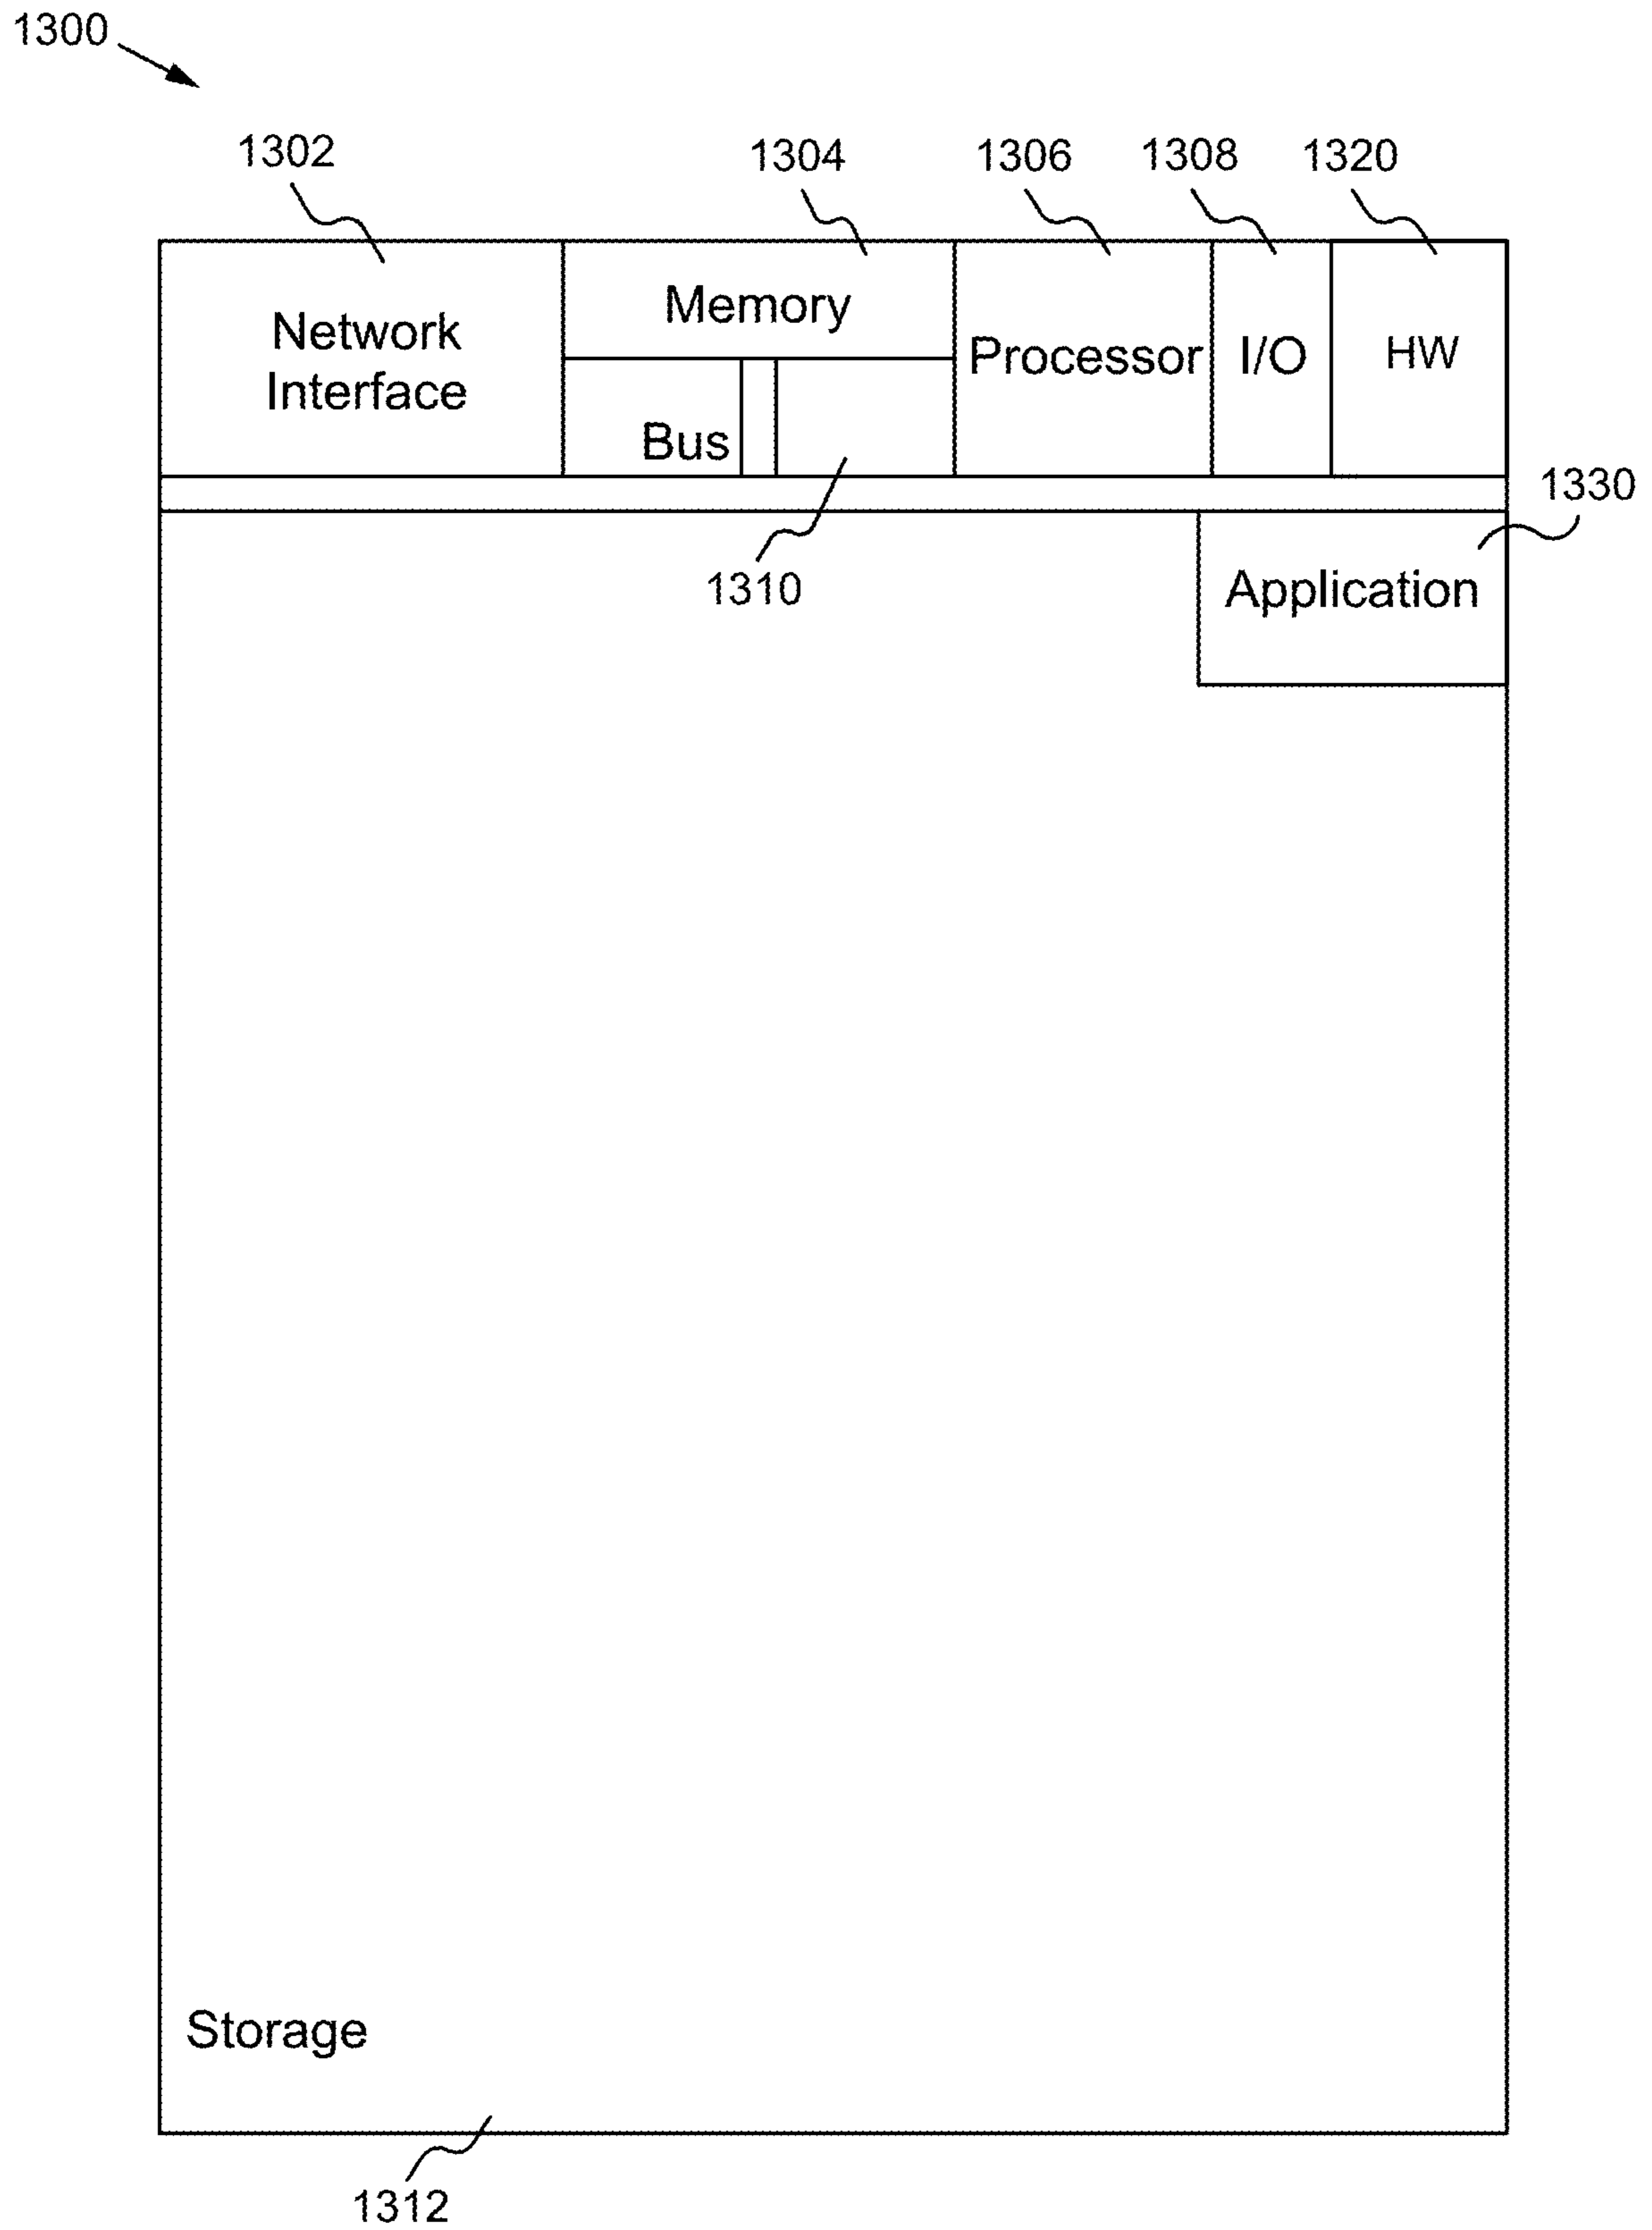 1300
1302
1304
1306
1308
1320
Network
Interface
Memory
Processor
I/O
HW
Bus
1330
1310
Application
Storage
1312